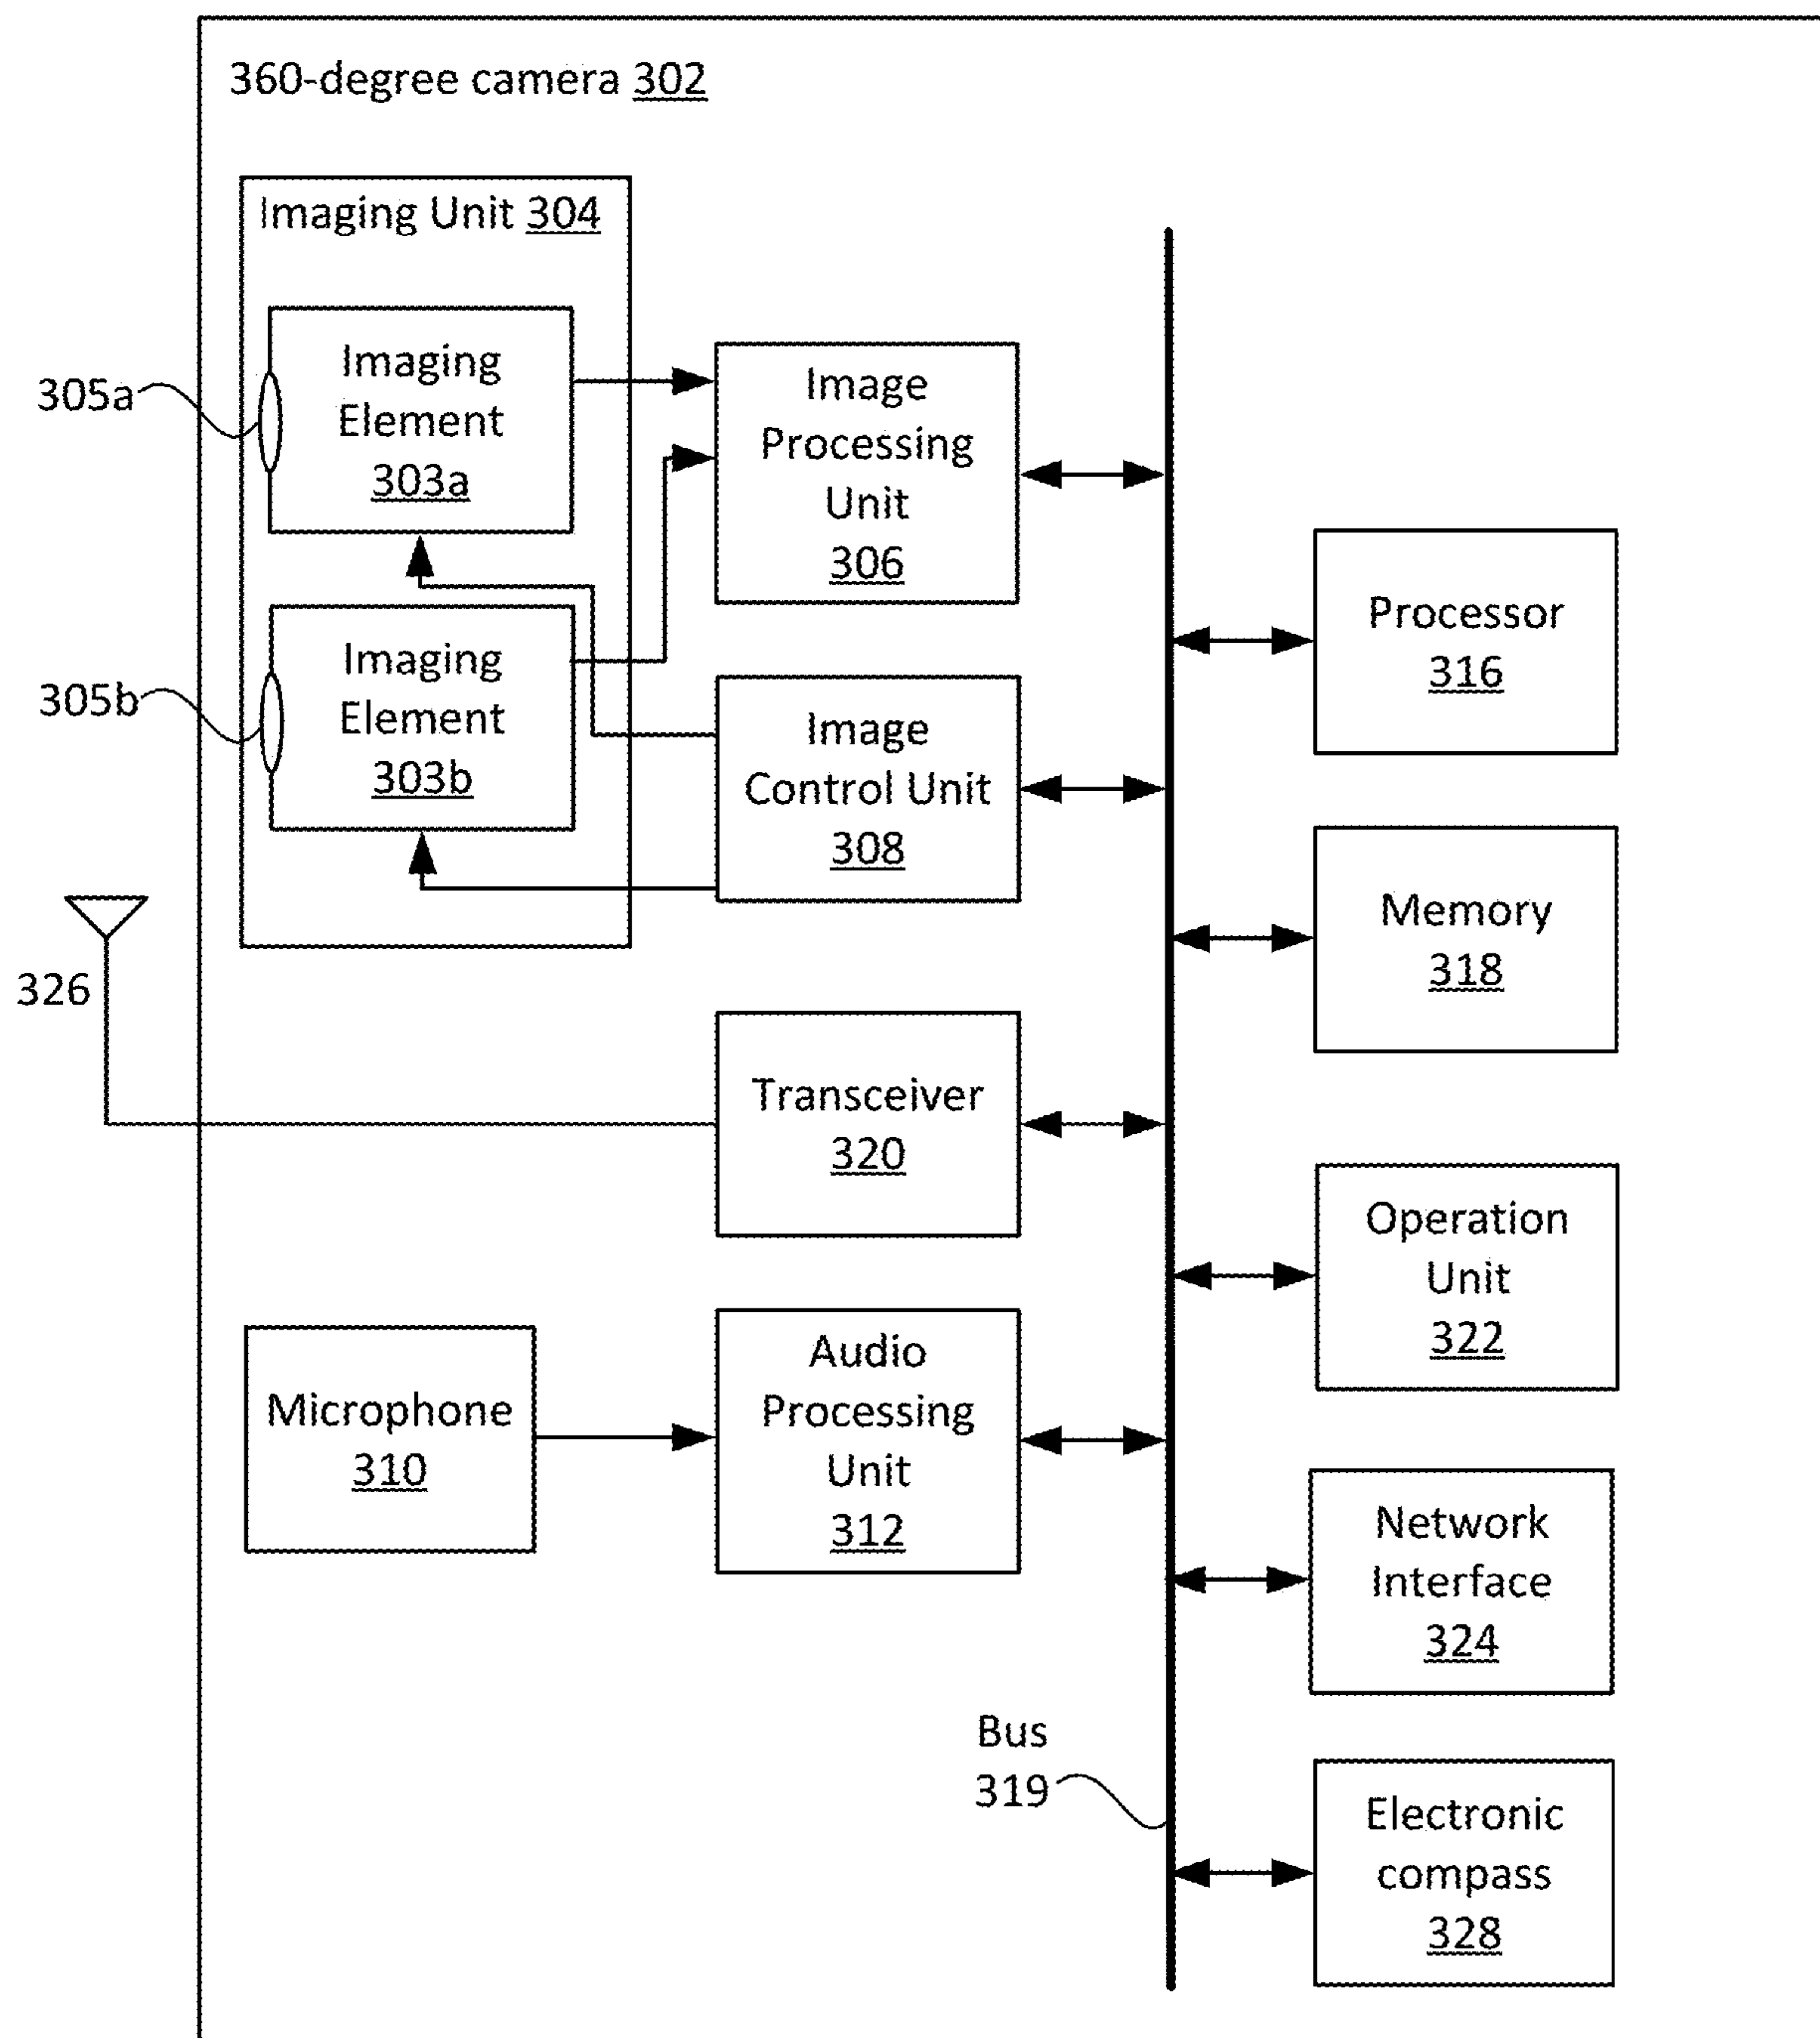 360-degree camera 302
Imaging Unit 304
Imaging
Element
303a
305a
Imaging
Element
303b
305b
Image
Processing
Unit
306
Image
Control Unit
308
Processor
316
Memory
318
326
Transceiver
320
Operation
Unit
322
Microphone
310
Audio
Processing
Unit
312
Network
Interface
324
Bus
319
Electronic
compass
328